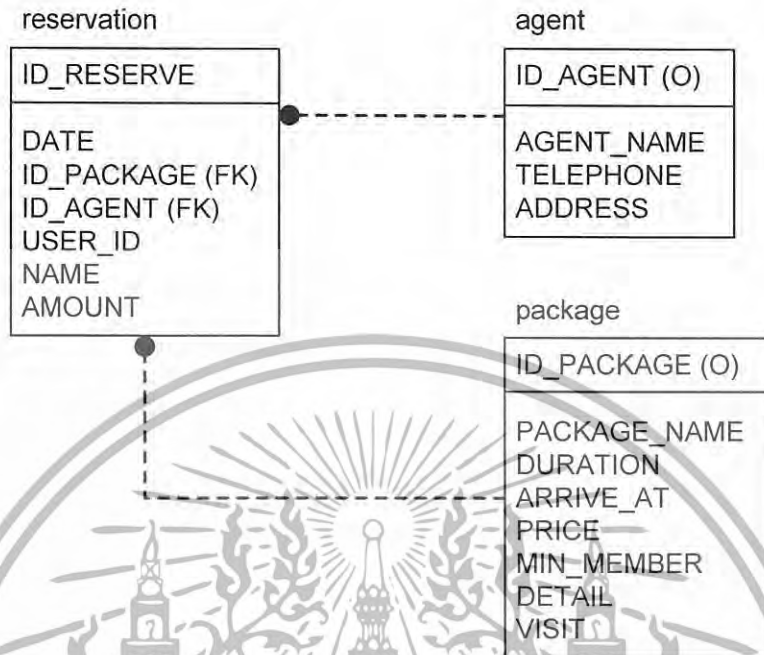 reservation
ID_RESERVE
DATE
ID_PACKAGE (FK)
ID_AGENT (FK)
USER_ID
NAME
AMOUNT
agent
ID_AGENT (O)
AGENT_NAME
TELEPHONE
ADDRESS
package
ID_PACKAGE (O)
PACKAGE_NAME
DURATION
ARRIVE_AT
PRICE
MIN_MEMBER
DETAIL
VISIT